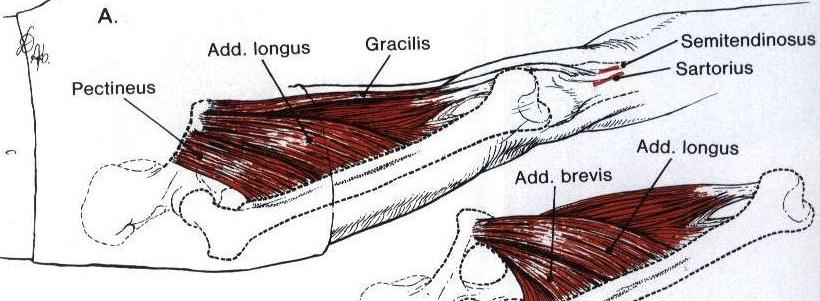 A.
Add. longus
Gracilis
Semitendinosus
Sartorius
Pectineus
Add. longus
Add. brevis